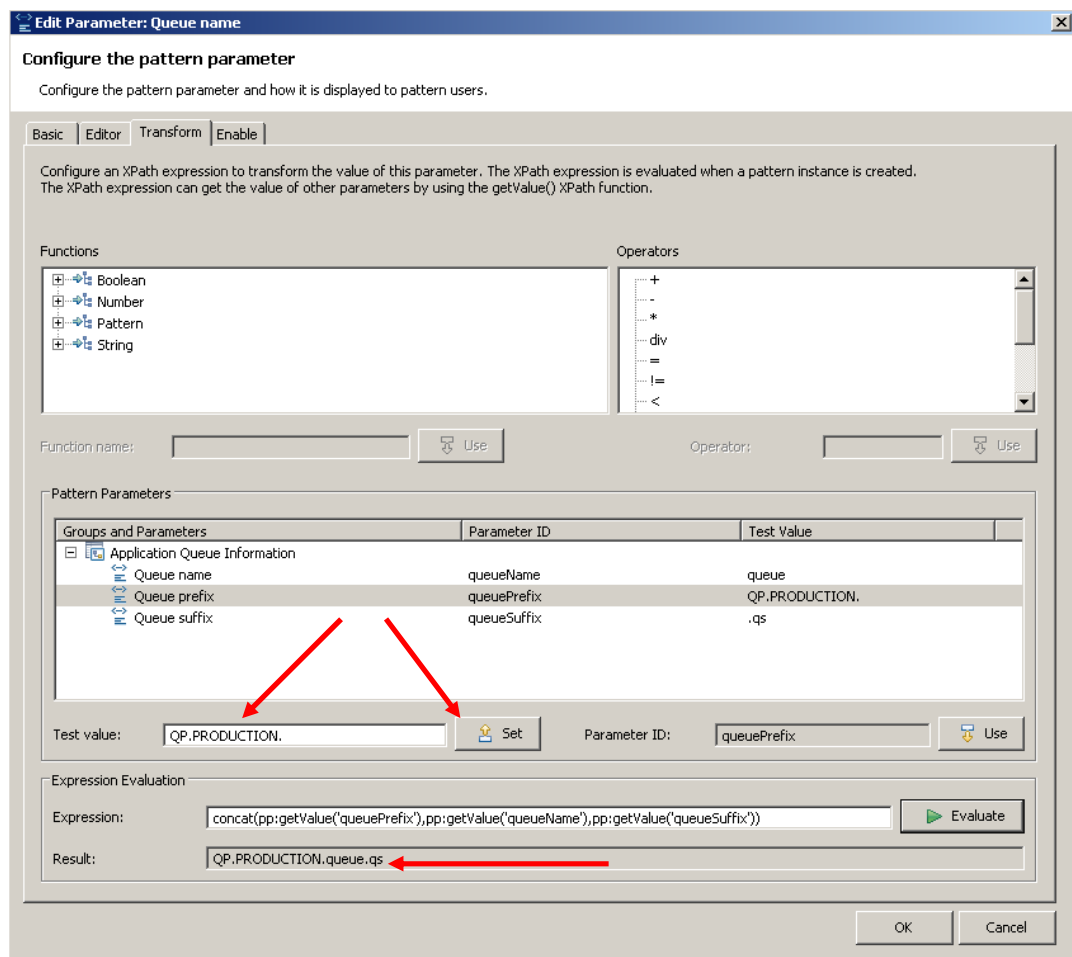 Edit Parameter: Queue name
Configure the pattern parameter
Configure the pattern parameter and how it is displayed to pattern users.
Basic Editor Transform Enable
Configure an XPath expression to transform the value of this parameter. The XPath expression is evaluated when a pattern instance is created.
The XPath expression can get the value of other parameters by using the getValue() XPath function.
Functions Operators
Boolean
Number
Pattern
String
+
-
*
div
=
!=
<
Function name: Use Operator: Use
Pattern Parameters
Groups and Parameters Parameter ID Test Value
Application Queue Information
Queue name queueName queue
Queue prefix queuePrefix QP.PRODUCTION.
Queue suffix queueSuffix .qs
Test value: QP.PRODUCTION. Set Parameter ID: queuePrefix Use
Expression Evaluation
Expression: concat(pp:getValue('queuePrefix'),pp:getValue('queueName'),pp:getValue('queueSuffix')) Evaluate
Result: QP.PRODUCTION.queue.qs
OK Cancel